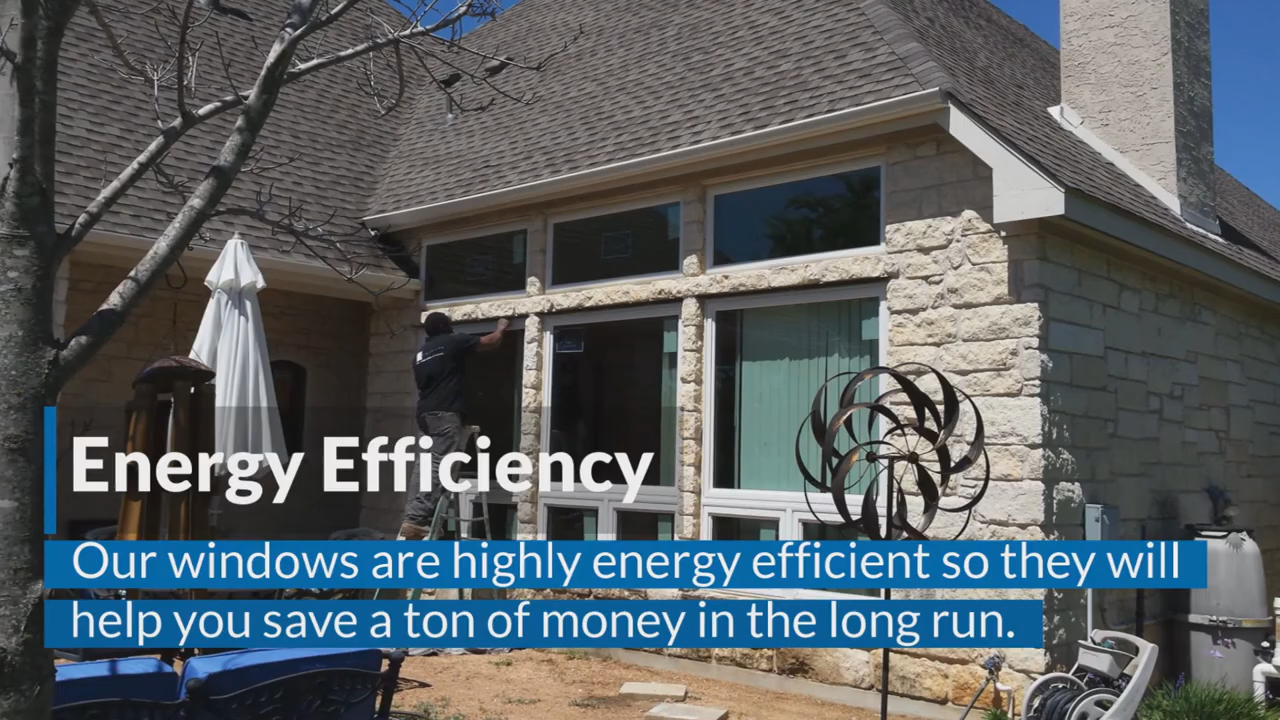 Energy Efficiency
Our windows are highly energy efficient so they will
help you save a ton of money in the long run.